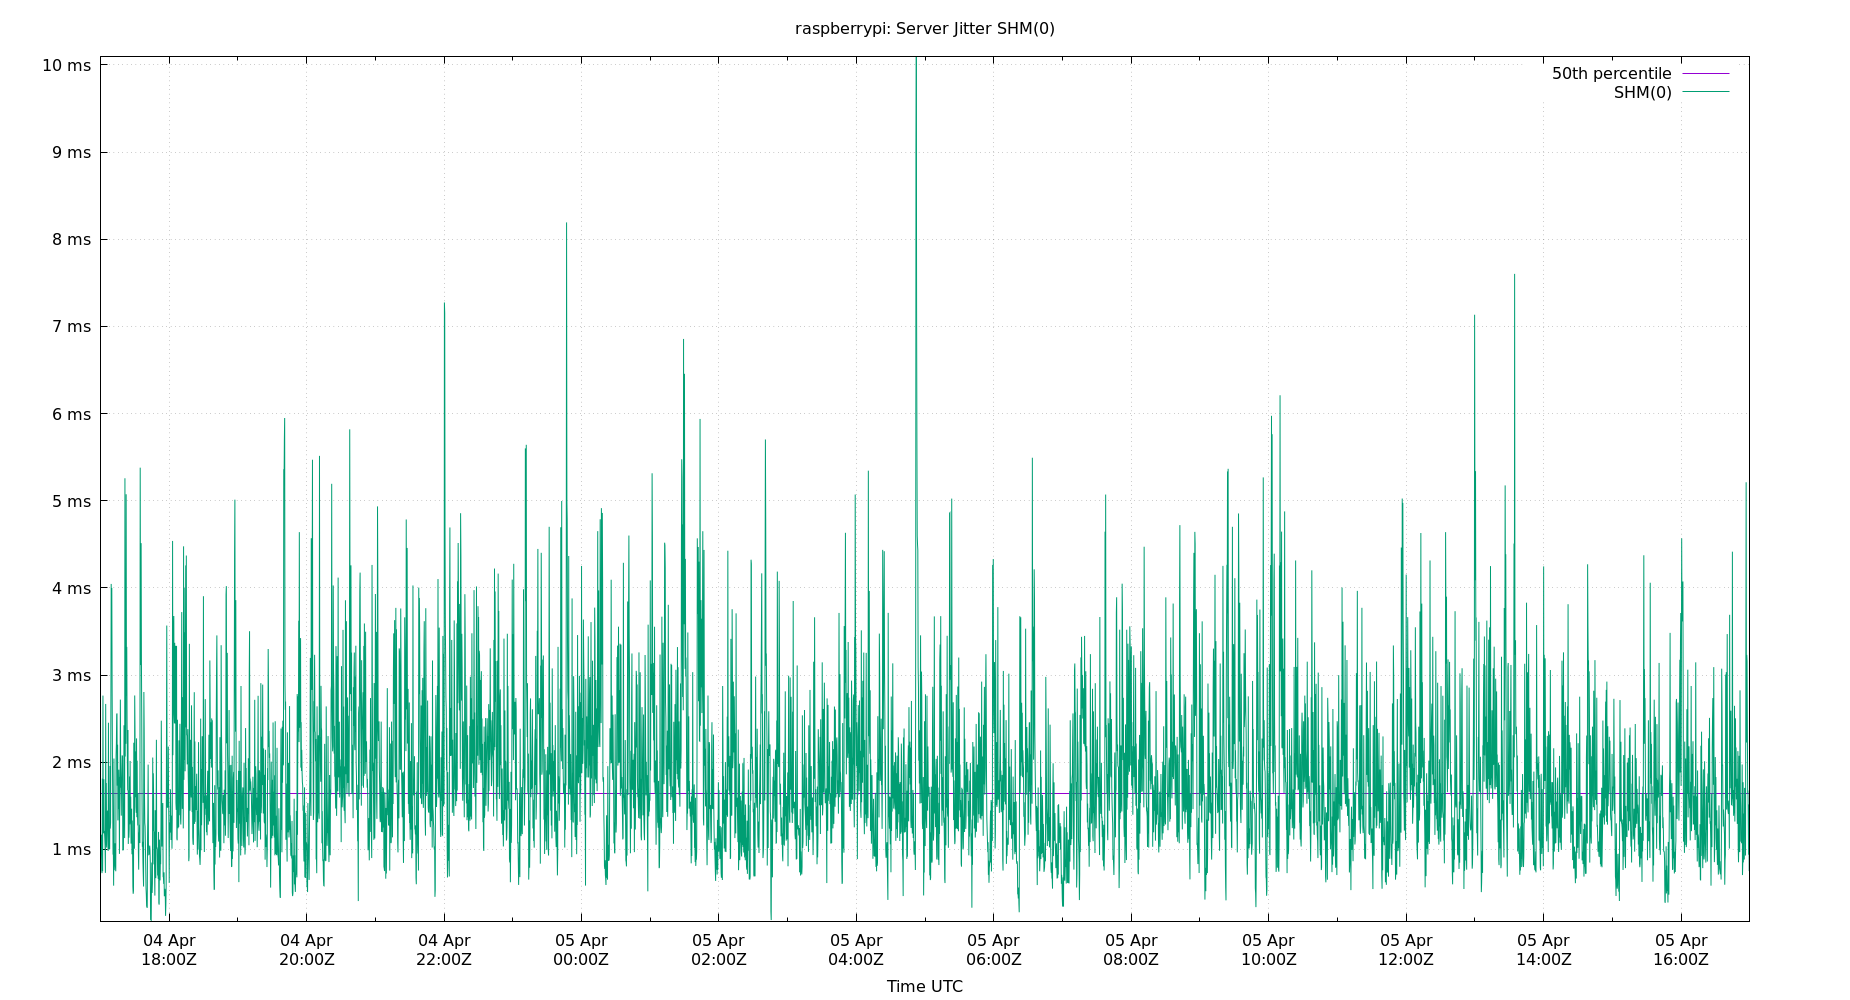 raspberrypi: Server Jitter SHM(0)
50th percentile
SHM(0)
10 ms
9 ms
8 ms
7 ms
6 ms
5 ms
4 ms
3 ms
2 ms
1 ms
04 Apr 04 Apr 04 Apr 05 Apr 05 Apr 05 Apr 05 Apr 05 Apr 05 Apr 05 Apr 05 Apr 05 Apr
18:00Z 20:00Z 22:00Z 00:00Z 02:00Z 04:00Z 06:00Z 08:00Z 10:00Z 12:00Z 14:00Z 16:00Z
Time UTC